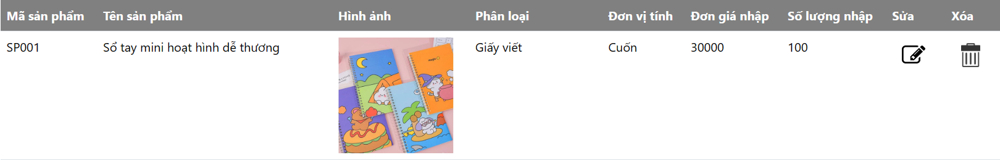 Mã sản phẩm Tên sản phẩm Hình ảnh Phân loại Đơn vị tính Đơn giá nhập Số lượng nhập Sửa Xóa
SP001 Sổ tay mini hoạt hình dễ thương Giấy viết Cuốn 30000 100